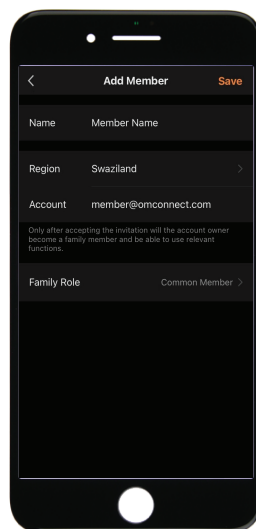 Add Member Save
Name Member Name
Region Swaziland
Account member@omconnect.com
Only after accepting the invitation will the account owner
become a family member and be able to use relevant
functions.
Family Role Common Member